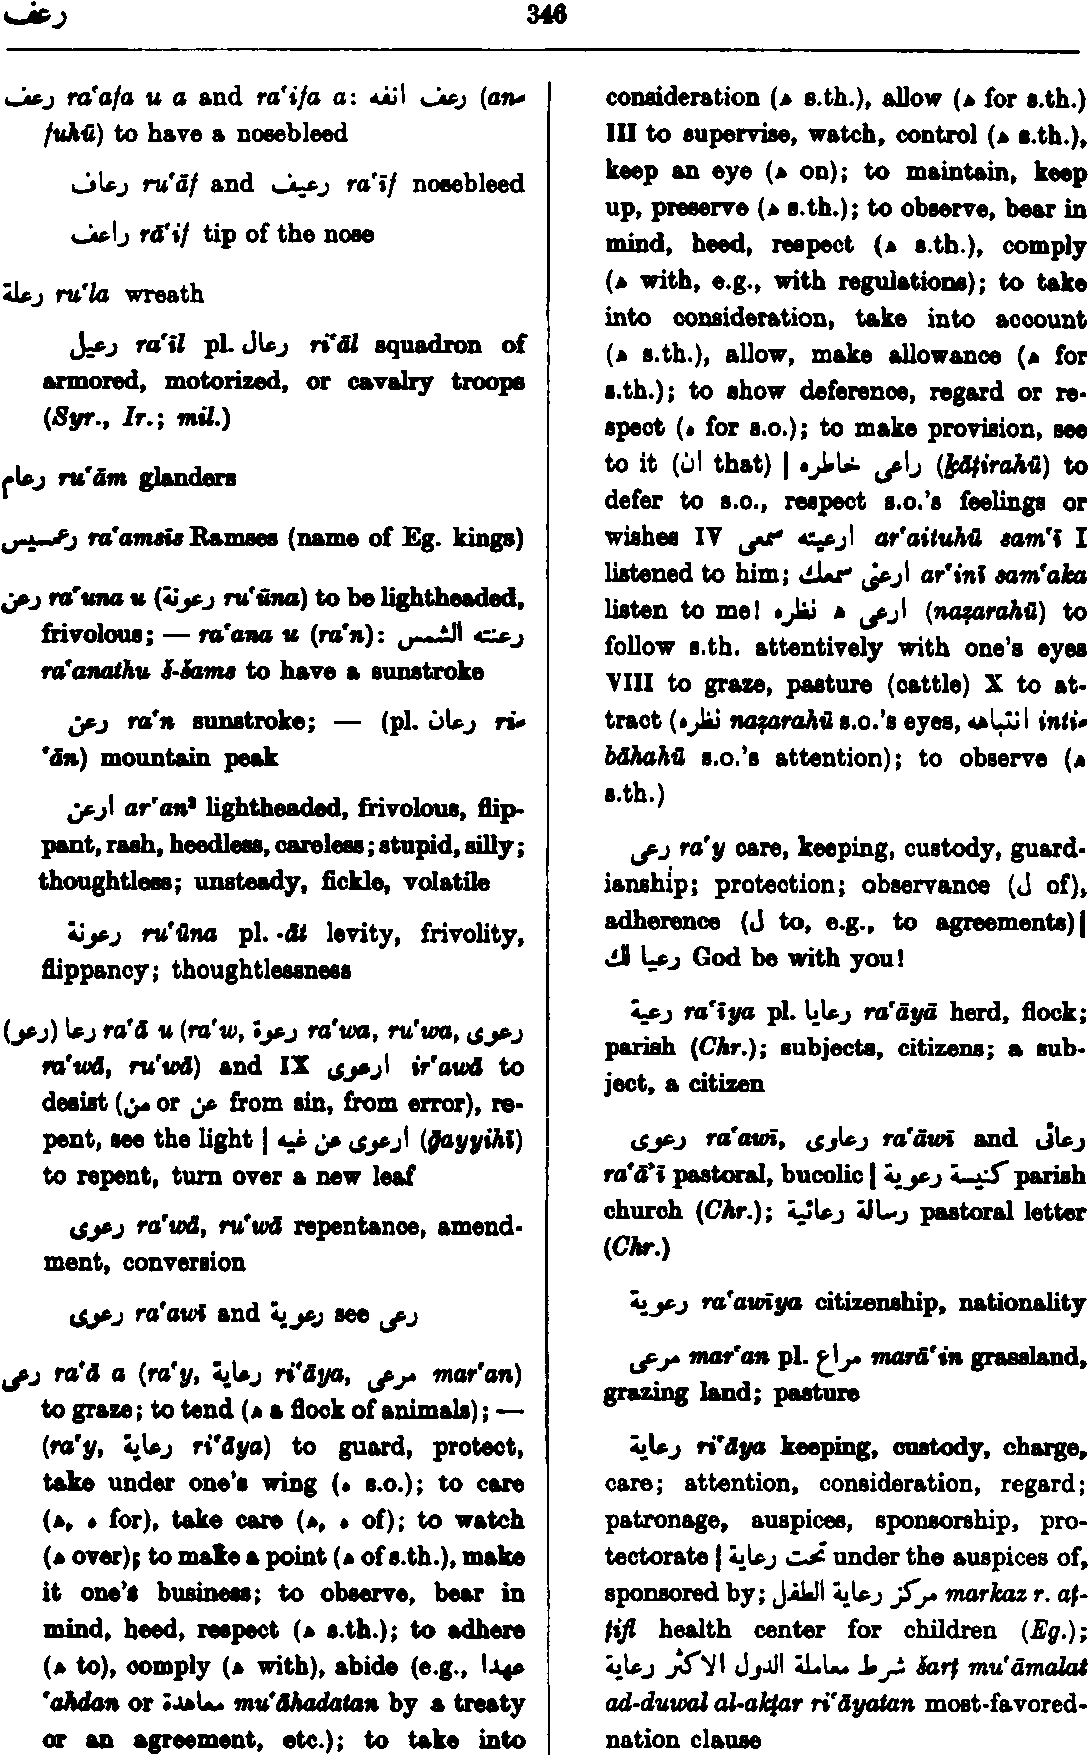 رعف 346
رعف ra‘afa u a and ra‘ifa a: رعف انفه (an-
fuhū) to have a nosebleed
رعاف ru‘āf and رعيف ra‘īf nosebleed
راعف rā‘if tip of the nose
رعلة ru‘la wreath
رعيل ra‘īl pl. رعال ri‘āl squadron of
armored, motorized, or cavalry troops
(Syr., Ir.; mil.)
رعام ru‘ām glanders
رعمسيس ra‘amsīs Ramses (name of Eg. kings)
رعن ra‘una u (رعونة ru‘ūna) to be lightheaded,
frivolous; — ra‘ana u (ra‘n): رعنته الشمس
ra‘anathu š-šams to have a sunstroke
رعن ra‘n sunstroke; — (pl. رعان ri-
‘ān) mountain peak
ارعن ar‘an² lightheaded, frivolous, flip-
pant, rash, heedless, careless; stupid, silly;
thoughtless; unsteady, fickle, volatile
رعونة ru‘ūna pl. -āt levity, frivolity,
flippancy; thoughtlessness
(رعو) رعا ra‘ā u (ra‘w, رعوة ra‘wa, ru‘wa, رعوى
ra‘wā, ru‘wā) and IX ارعوى ir‘awā to
desist (من or عن from sin, from error), re-
pent, see the light | ارعوى عن غيه (ḡayyihī)
to repent, turn over a new leaf
رعوى ra‘wā, ru‘wā repentance, amend-
ment, conversion
رعوى ra‘awī and رعوية see رعى
رعى ra‘ā a (ra‘y, رعاية ri‘āya, مرعى mar‘an)
to graze; to tend (ه a flock of animals); —
(ra‘y, رعاية ri‘āya) to guard, protect,
take under one's wing (ه s.o.); to care
(ه, ه for), take care (ه, ه of); to watch
(ه over); to make a point (ه of s.th.), make
it one's business; to observe, bear in
mind, heed, respect (ه s.th.); to adhere
(ه to), comply (ه with), abide (e.g., عهدا
‘ahdan or معاهدة mu‘āhadatan by a treaty
or an agreement, etc.); to take into
consideration (ه s.th.), allow (ه for s.th.)
III to supervise, watch, control (ه s.th.),
keep an eye (ه on); to maintain, keep
up, preserve (ه s.th.); to observe, bear in
mind, heed, respect (ه s.th.), comply
(ه with, e.g., with regulations); to take
into consideration, take into account
(ه s.th.), allow, make allowance (ه for
s.th.); to show deference, regard or re-
spect (ه for s.o.); to make provision, see
to it (ان that) | راعى خاطره (ḵāṭirahū) to
defer to s.o., respect s.o.'s feelings or
wishes IV ارعيته سمعى ar‘aituhū sam‘ī I
listened to him; ارعنى سمعك ar‘inī sam‘aka
listen to me! ارعى ه نظره (naẓarahū) to
follow s.th. attentively with one's eyes
VIII to graze, pasture (cattle) X to at-
tract (نظره naẓarahū s.o.'s eyes, انتباهه inti-
bāhahū s.o.'s attention); to observe (ه
s.th.)
رعى ra‘y care, keeping, custody, guard-
ianship; protection; observance (ل of),
adherence (ل to, e.g., to agreements) |
رعيا لك God be with you!
رعية ra‘īya pl. رعايا ra‘āyā herd, flock;
parish (Chr.); subjects, citizens; a sub-
ject, a citizen
رعوى ra‘awī, رعاوى ra‘āwī and رعائى
ra‘ā’ī pastoral, bucolic | كنيسة رعوية parish
church (Chr.); رسالة رعائية pastoral letter
(Chr.)
رعوية ra‘awīya citizenship, nationality
مرعى mar‘an pl. مراع marā‘in grassland,
grazing land; pasture
رعاية ri‘āya keeping, custody, charge,
care; attention, consideration, regard;
patronage, auspices, sponsorship, pro-
tectorate | تحت رعاية under the auspices of,
sponsored by; مركز رعاية الطفل markaz r. aṭ-
ṭifl health center for children (Eg.);
شرط معاملة الدول الاكثر رعاية šarṭ mu‘āmalat
ad-duwal al-akṯar ri‘āyatan most-favored-
nation clause